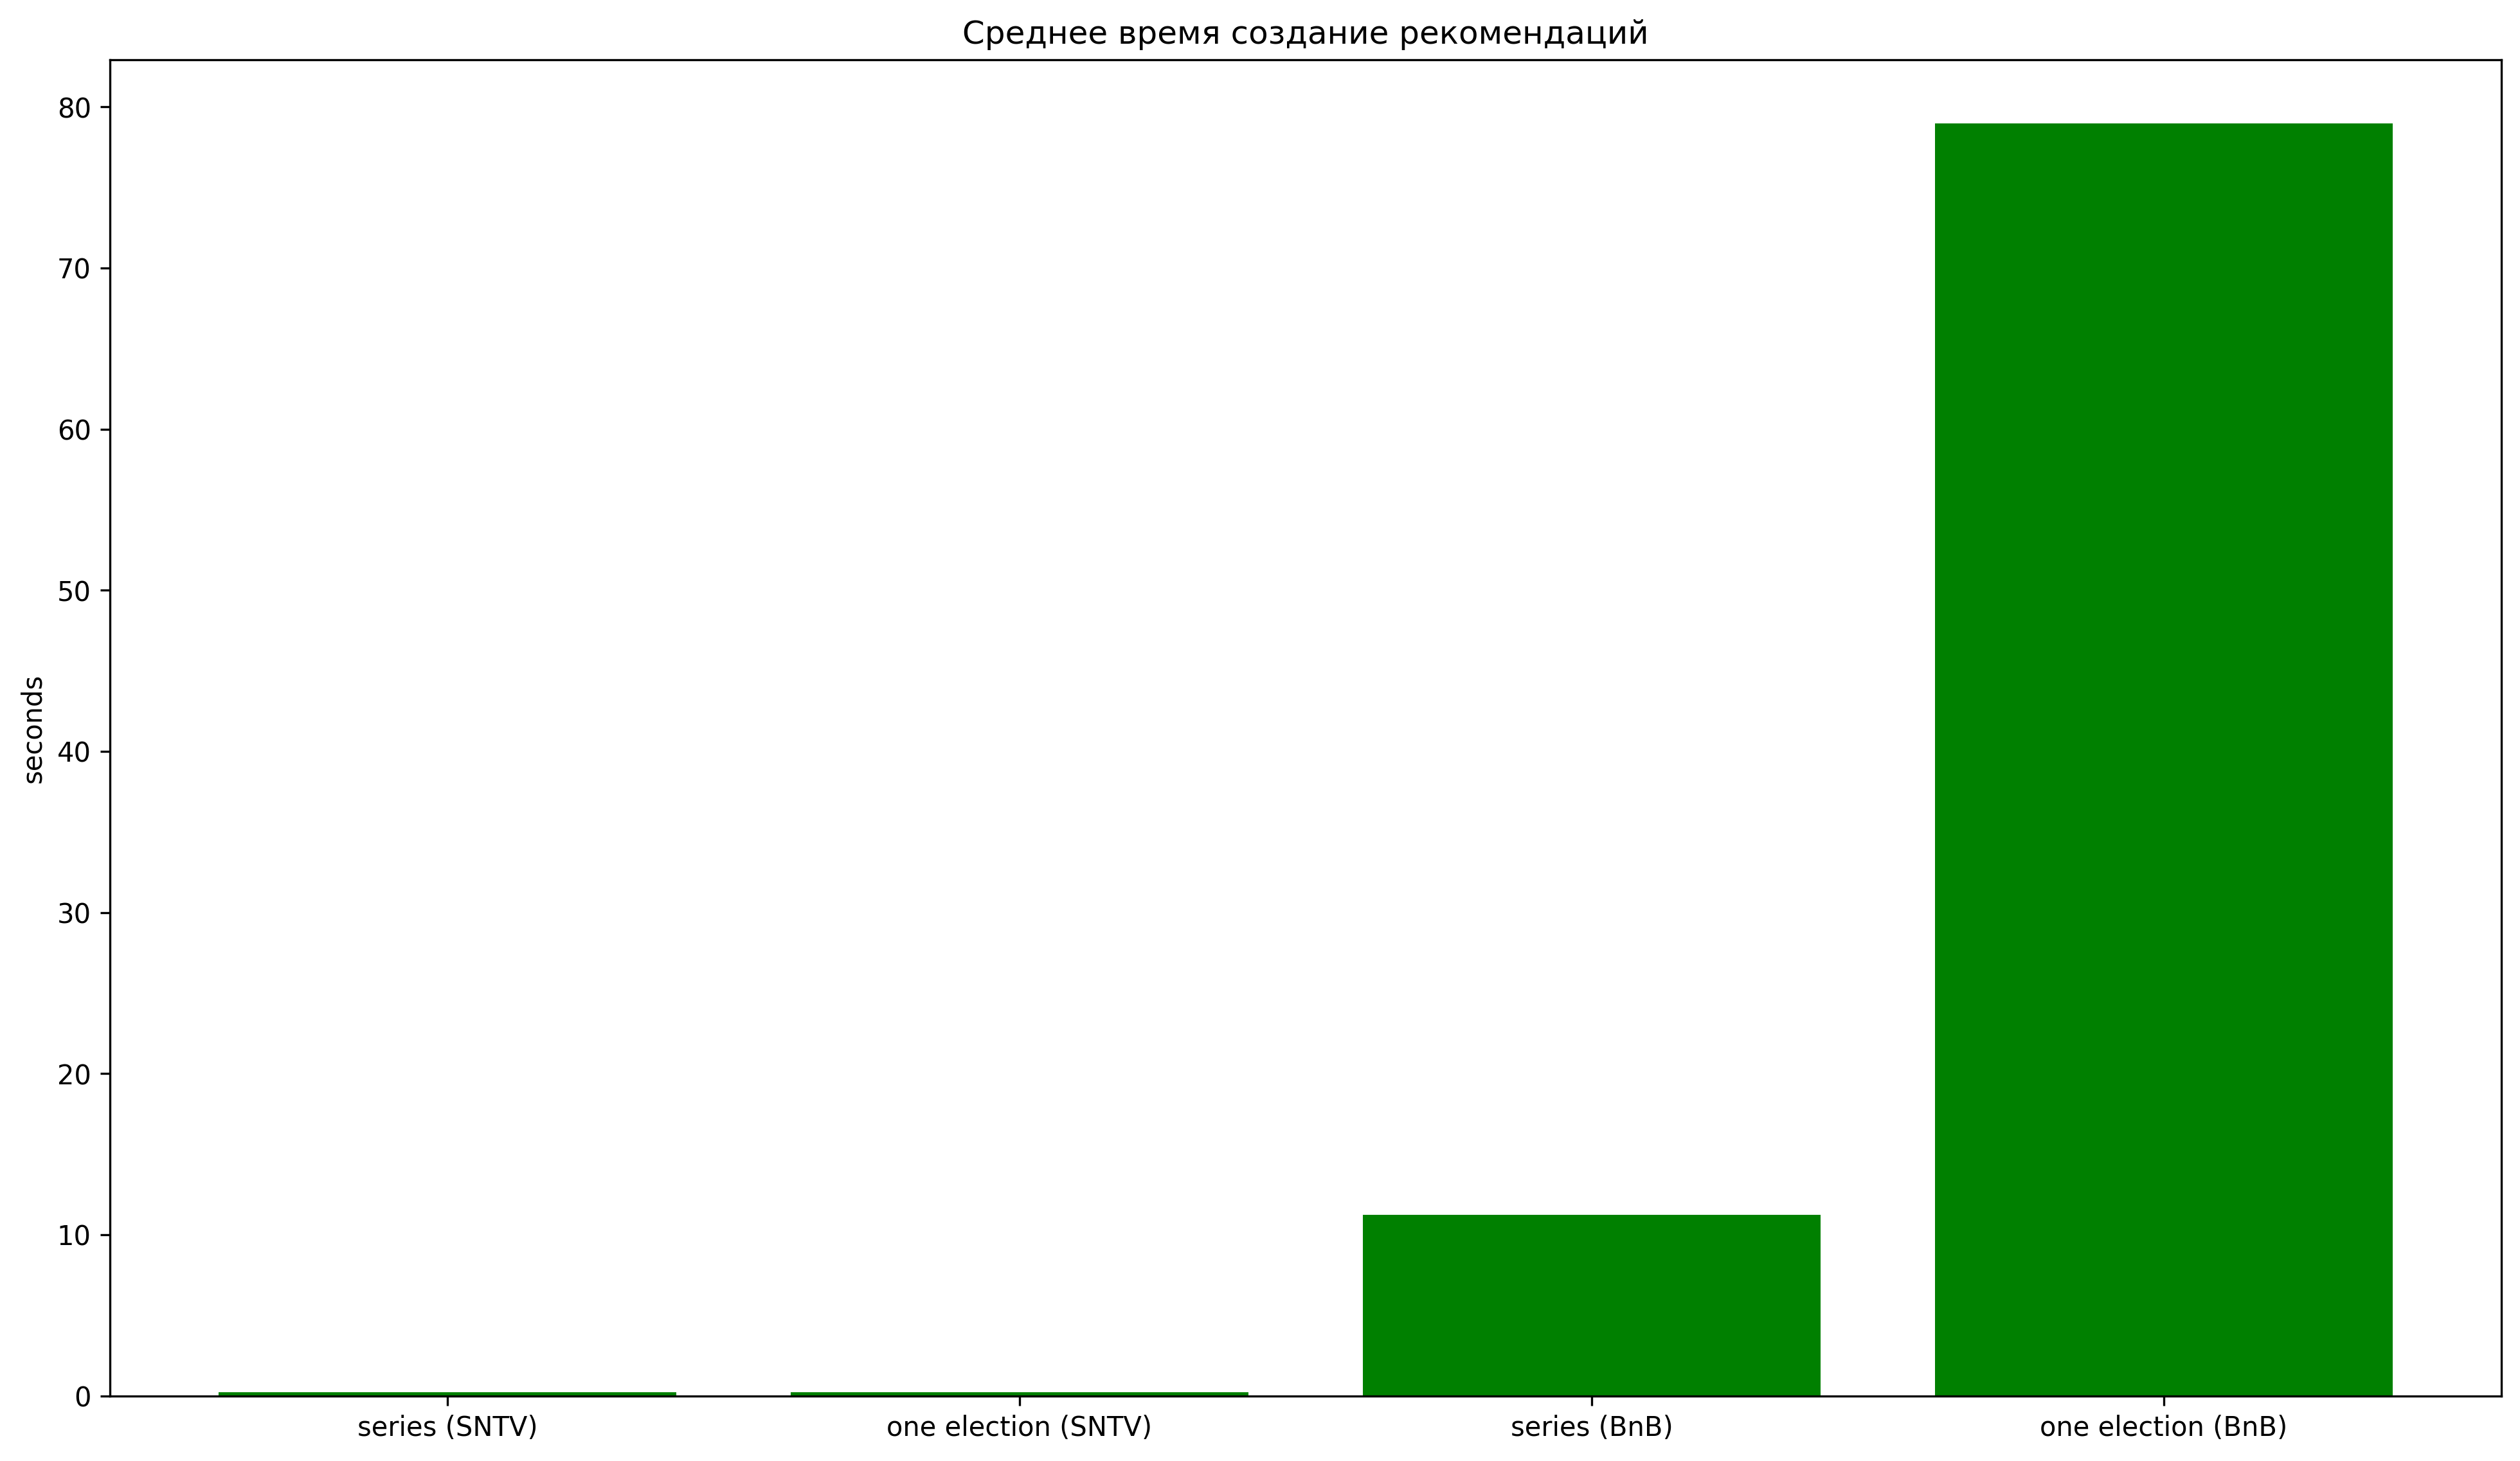 Среднее время создание рекомендаций
80
70
60
50
40
30
20
10
0
seconds
series (SNTV)
one election (SNTV)
series (BnB)
one election (BnB)